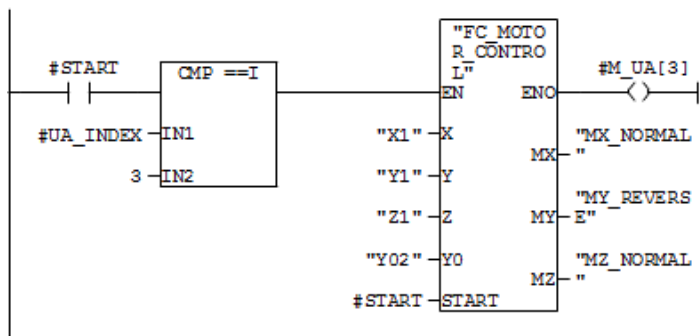 "FC_MOTO
R_CONTRO
L"
#START
CMP ==I
#M_UA[3]
EN
ENO
#UA_INDEX
IN1
"X1"
X
MX
"MX_NORMAL
"
3
IN2
"Y1"
Y
"Z1"
Z
MY
"MY_REVERS
E"
"Y02"
Y0
MZ
"MZ_NORMAL
"
#START
START